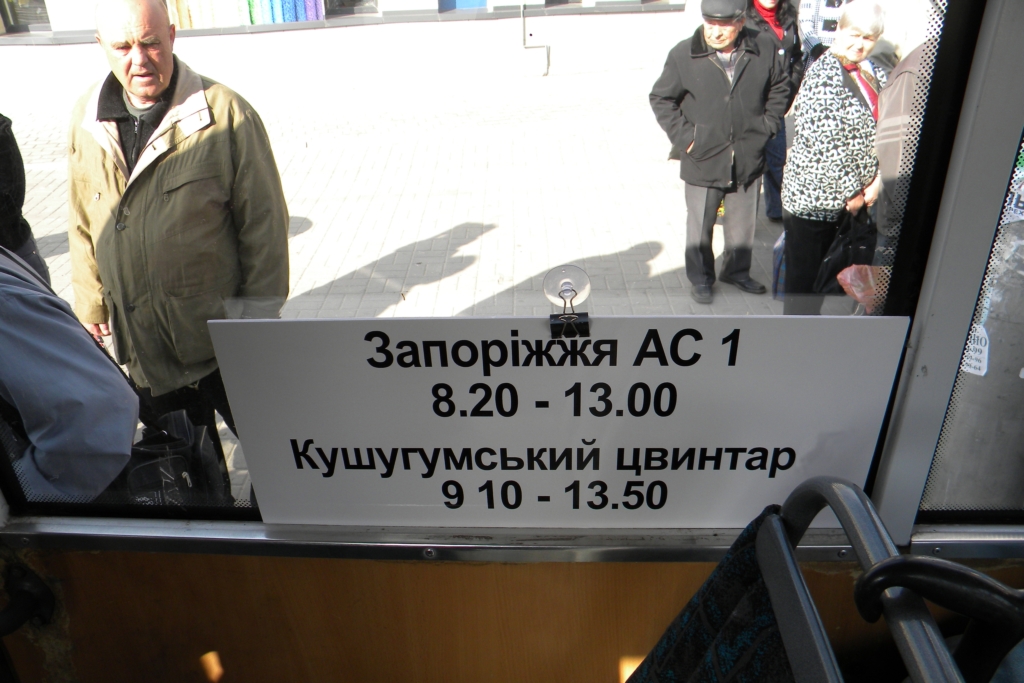 Запоріжжя АС 1
8.20 - 13.00
Кушугумський цвинтар
9 10 - 13.50